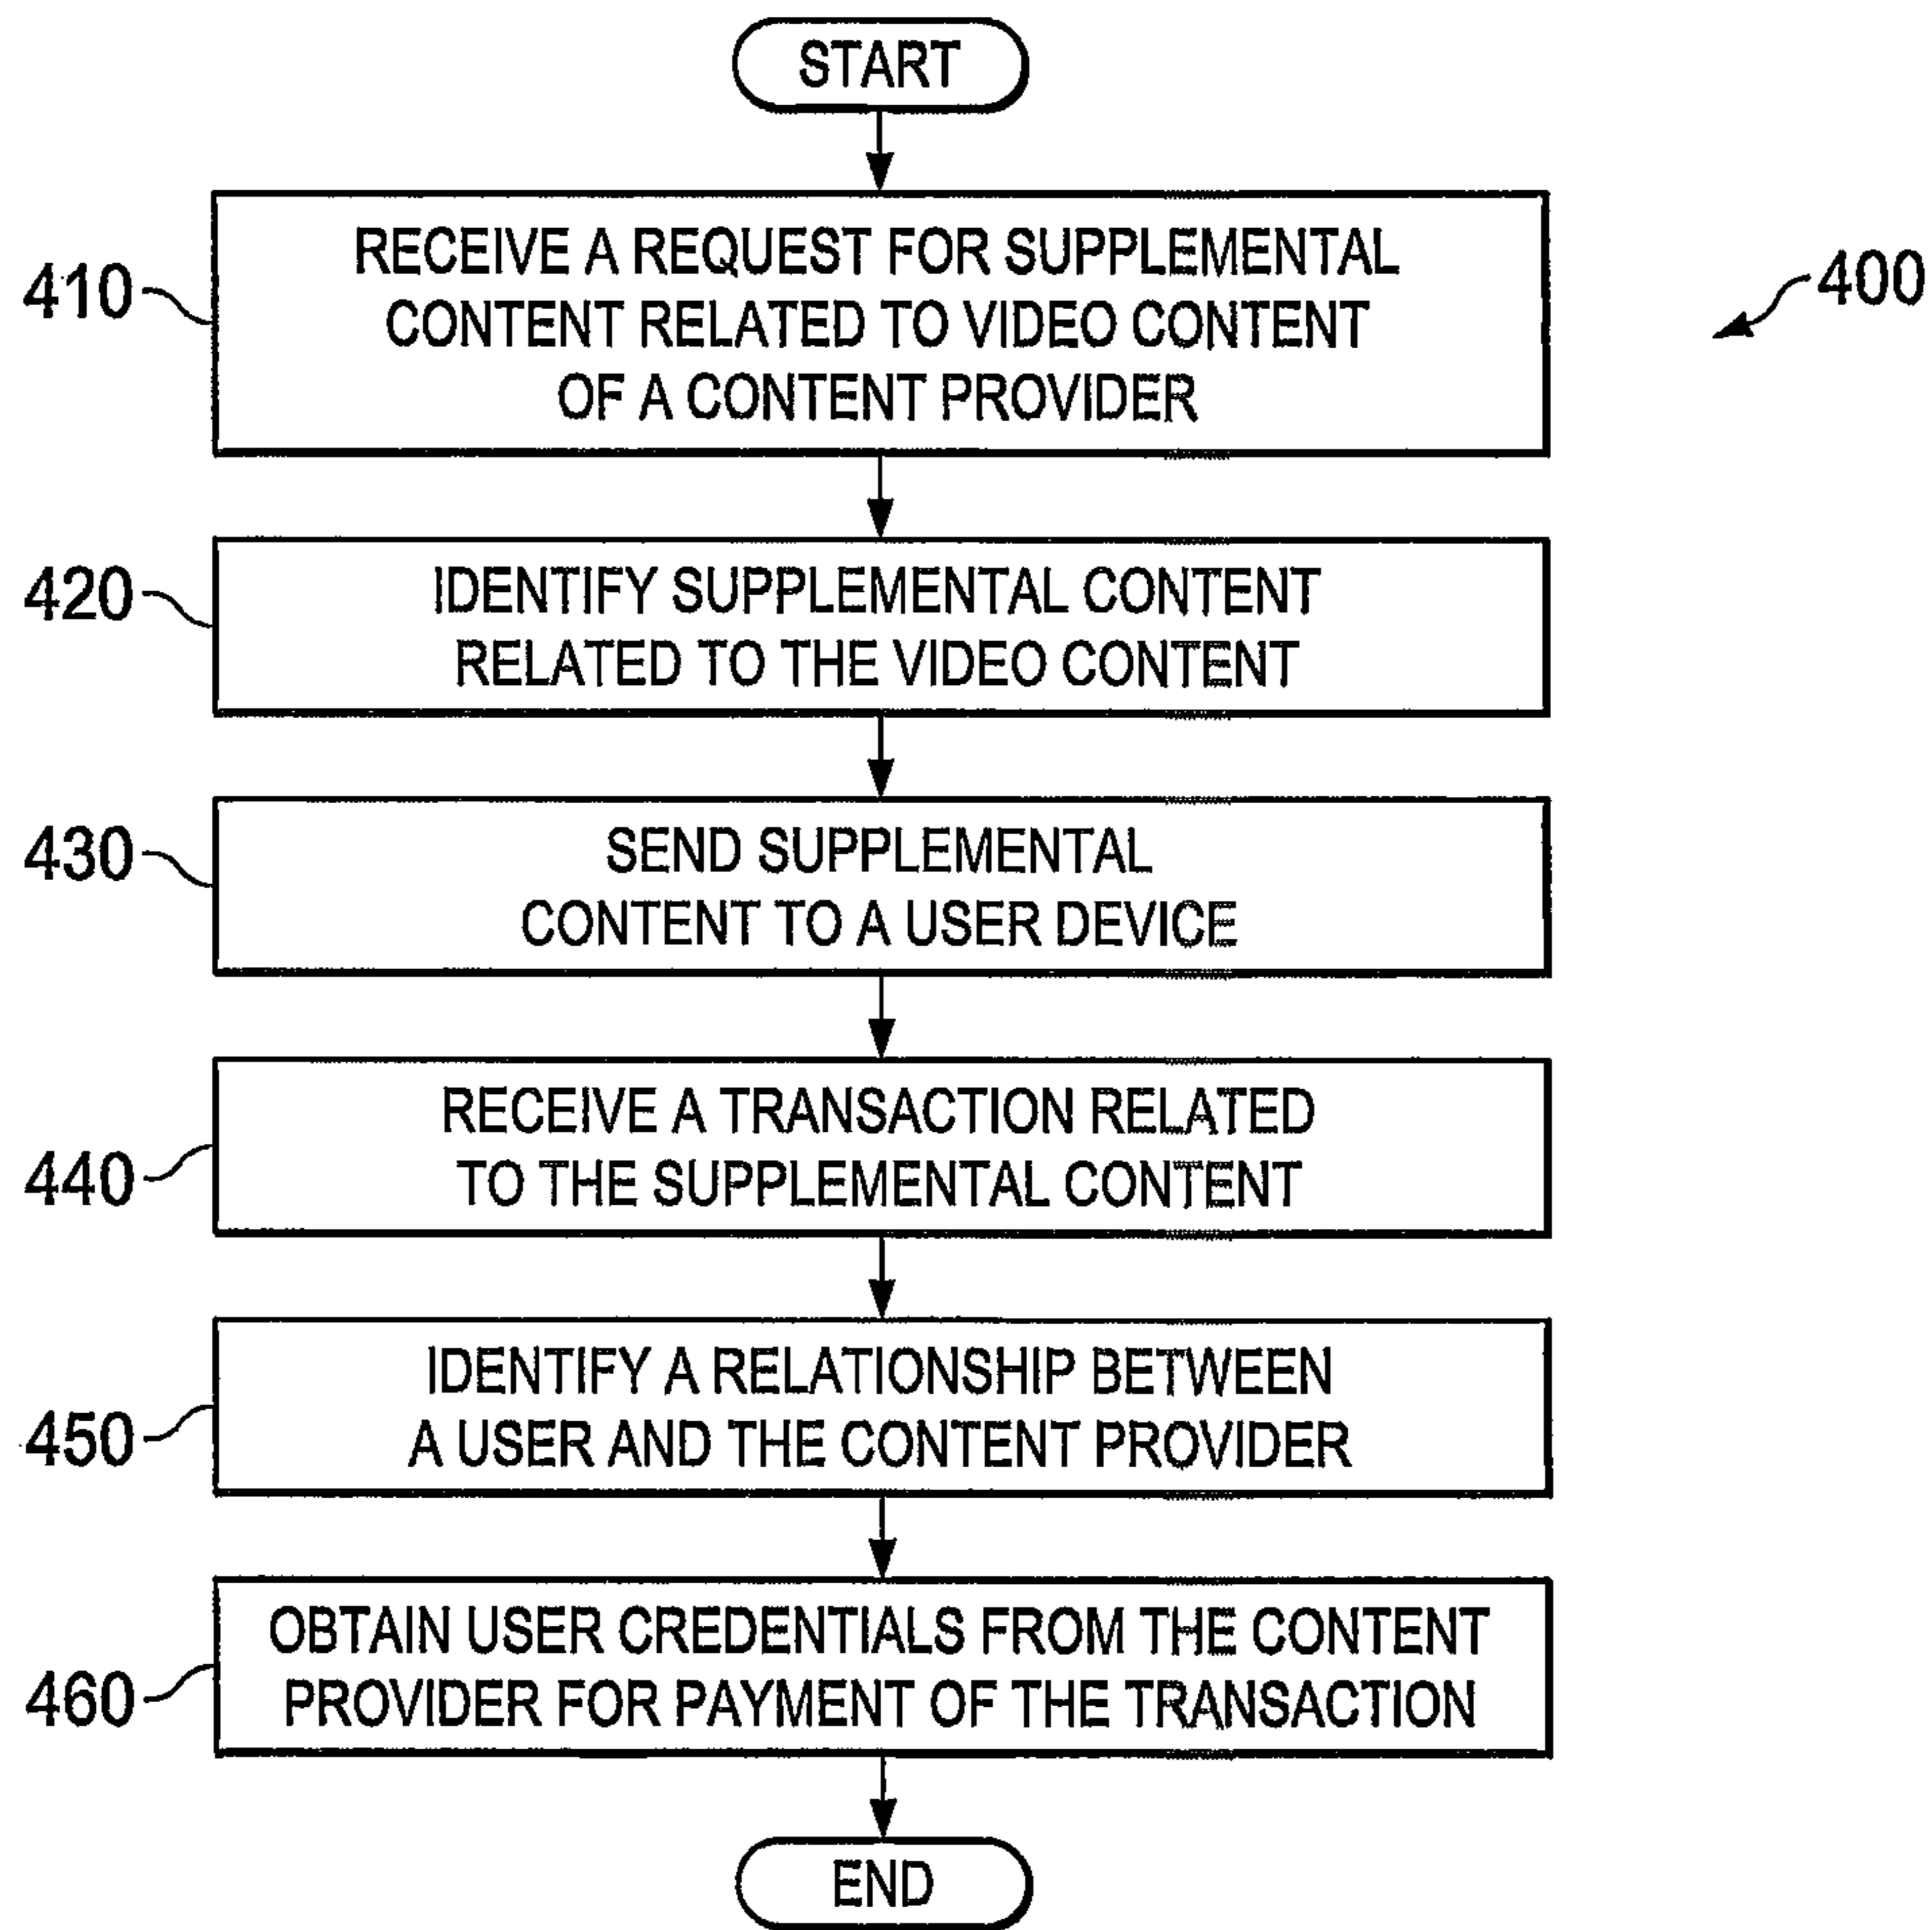 START
RECEIVE A REQUEST FOR SUPPLEMENTAL
CONTENT RELATED TO VIDEO CONTENT
OF A CONTENT PROVIDER
410
400
IDENTIFY SUPPLEMENTAL CONTENT
RELATED TO THE VIDEO CONTENT
420
SEND SUPPLEMENTAL
CONTENT TO A USER DEVICE
430
RECEIVE A TRANSACTION RELATED
TO THE SUPPLEMENTAL CONTENT
440
IDENTIFY A RELATIONSHIP BETWEEN
A USER AND THE CONTENT PROVIDER
450
OBTAIN USER CREDENTIALS FROM THE CONTENT
PROVIDER FOR PAYMENT OF THE TRANSACTION
460
END